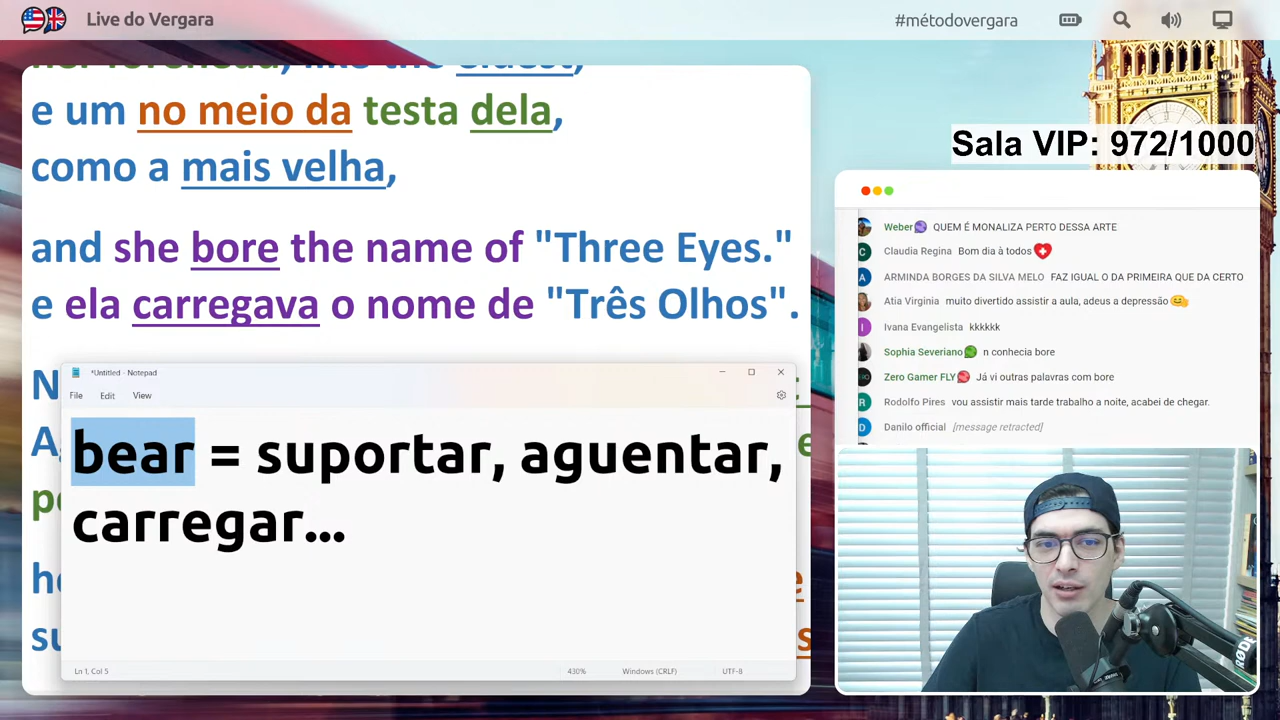 Live do Vergara
#métodovergara
e um no meio da testa dela,
como a mais velha,
and she bore the name of "Three Eyes."
e ela carregava o nome de "Três Olhos".
*Untitled - Notepad
File Edit View
bear = suportar, aguentar,
carregar...
Ln 1, Col 5 430% Windows (CRLF) UTF-8
Sala VIP: 972/1000
Weber QUEM É MONALIZA PERTO DESSA ARTE
Claudia Regina Bom dia à todos
ARMINDA BORGES DA SILVA MELO FAZ IGUAL O DA PRIMEIRA QUE DA CERTO
Atia Virginia muito divertido assistir a aula, adeus a depressão
Ivana Evangelista kkkkkk
Sophia Severiano n conhecia bore
Zero Gamer FLY Já vi outras palavras com bore
Rodolfo Pires vou assistir mais tarde trabalho a noite, acabei de chegar.
Danilo official [message retracted]
RØDE